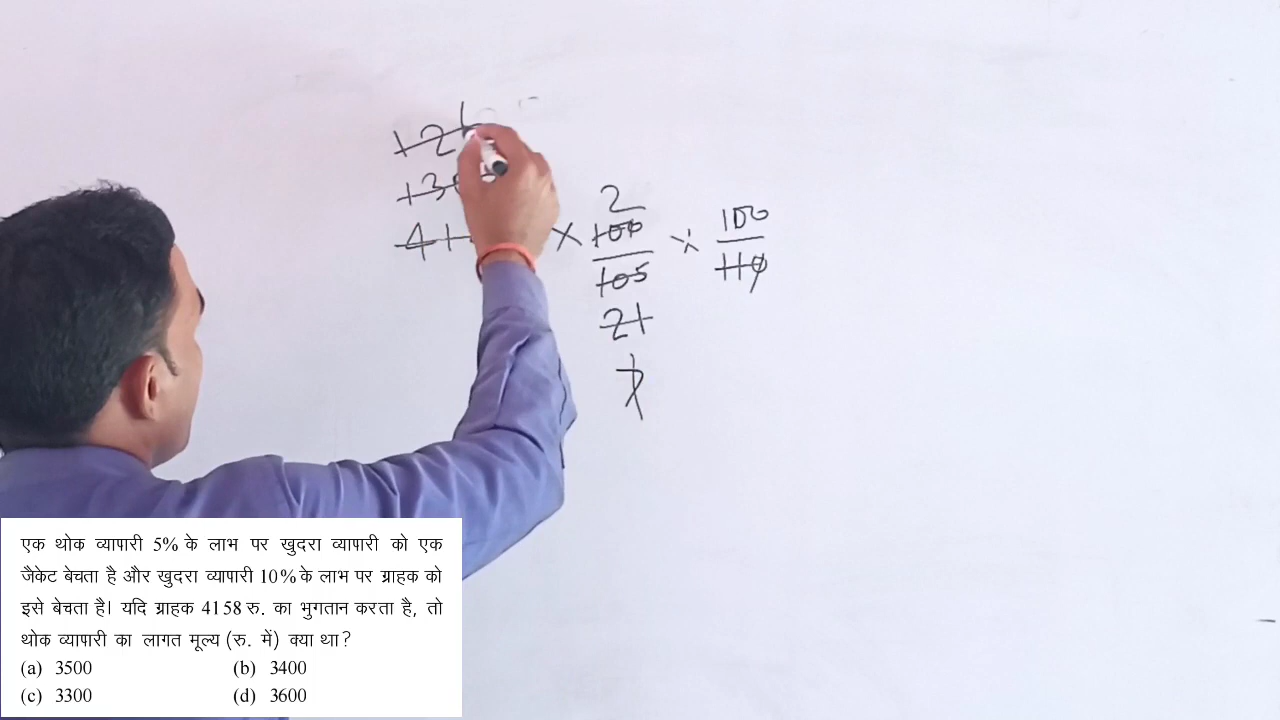 2
× 100 × 100
105 110
21
7
एक थोक व्यापारी 5% के लाभ पर खुदरा व्यापारी को एक
जैकेट बेचता है और खुदरा व्यापारी 10% के लाभ पर ग्राहक को
इसे बेचता है। यदि ग्राहक 4158 रु. का भुगतान करता है, तो
थोक व्यापारी का लागत मूल्य (रु. में) क्या था?
(a) 3500 (b) 3400
(c) 3300 (d) 3600